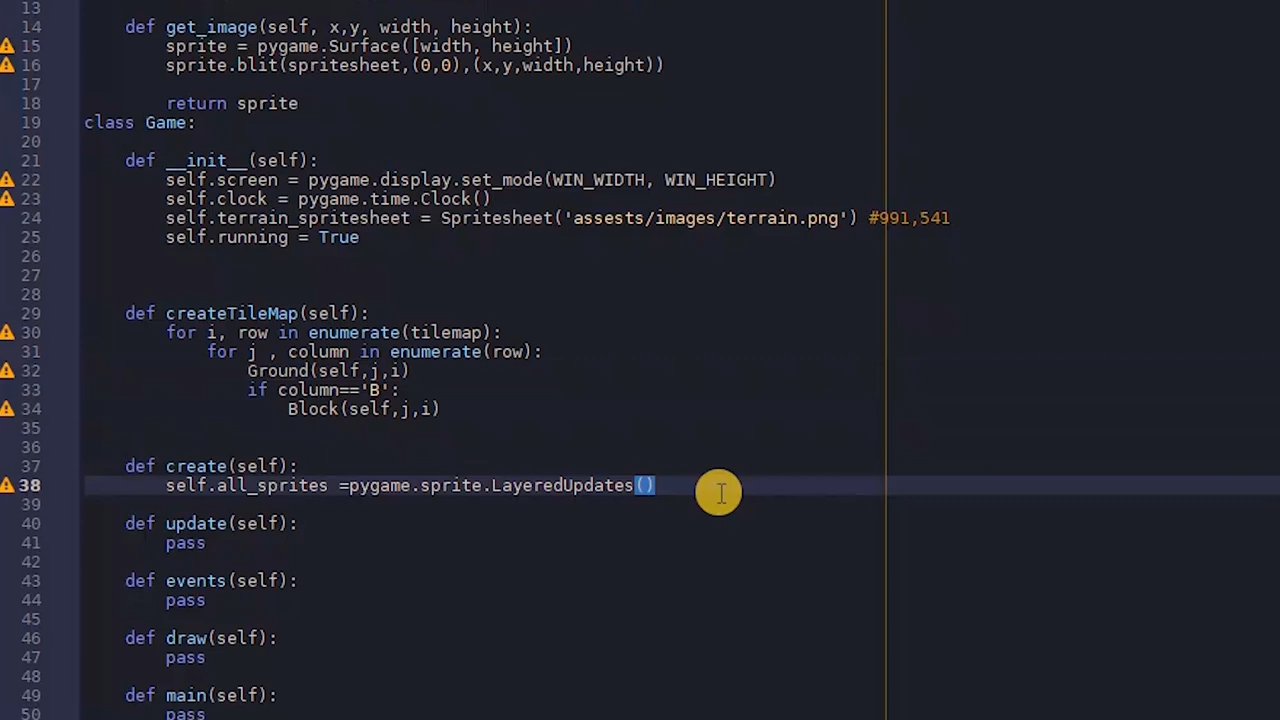 13
14 def get_image(self, x,y, width, height):
15 sprite = pygame.Surface([width, height])
16 sprite.blit(spritesheet,(0,0),(x,y,width,height))
17
18 return sprite
19 class Game:
20
21 def __init__(self):
22 self.screen = pygame.display.set_mode(WIN_WIDTH, WIN_HEIGHT)
23 self.clock = pygame.time.Clock()
24 self.terrain_spritesheet = Spritesheet('assests/images/terrain.png') #991,541
25 self.running = True
26
27
28
29 def createTileMap(self):
30 for i, row in enumerate(tilemap):
31 for j , column in enumerate(row):
32 Ground(self,j,i)
33 if column=='B':
34 Block(self,j,i)
35
36
37 def create(self):
38 self.all_sprites =pygame.sprite.LayeredUpdates()
39
40 def update(self):
41 pass
42
43 def events(self):
44 pass
45
46 def draw(self):
47 pass
48
49 def main(self):
50 pass